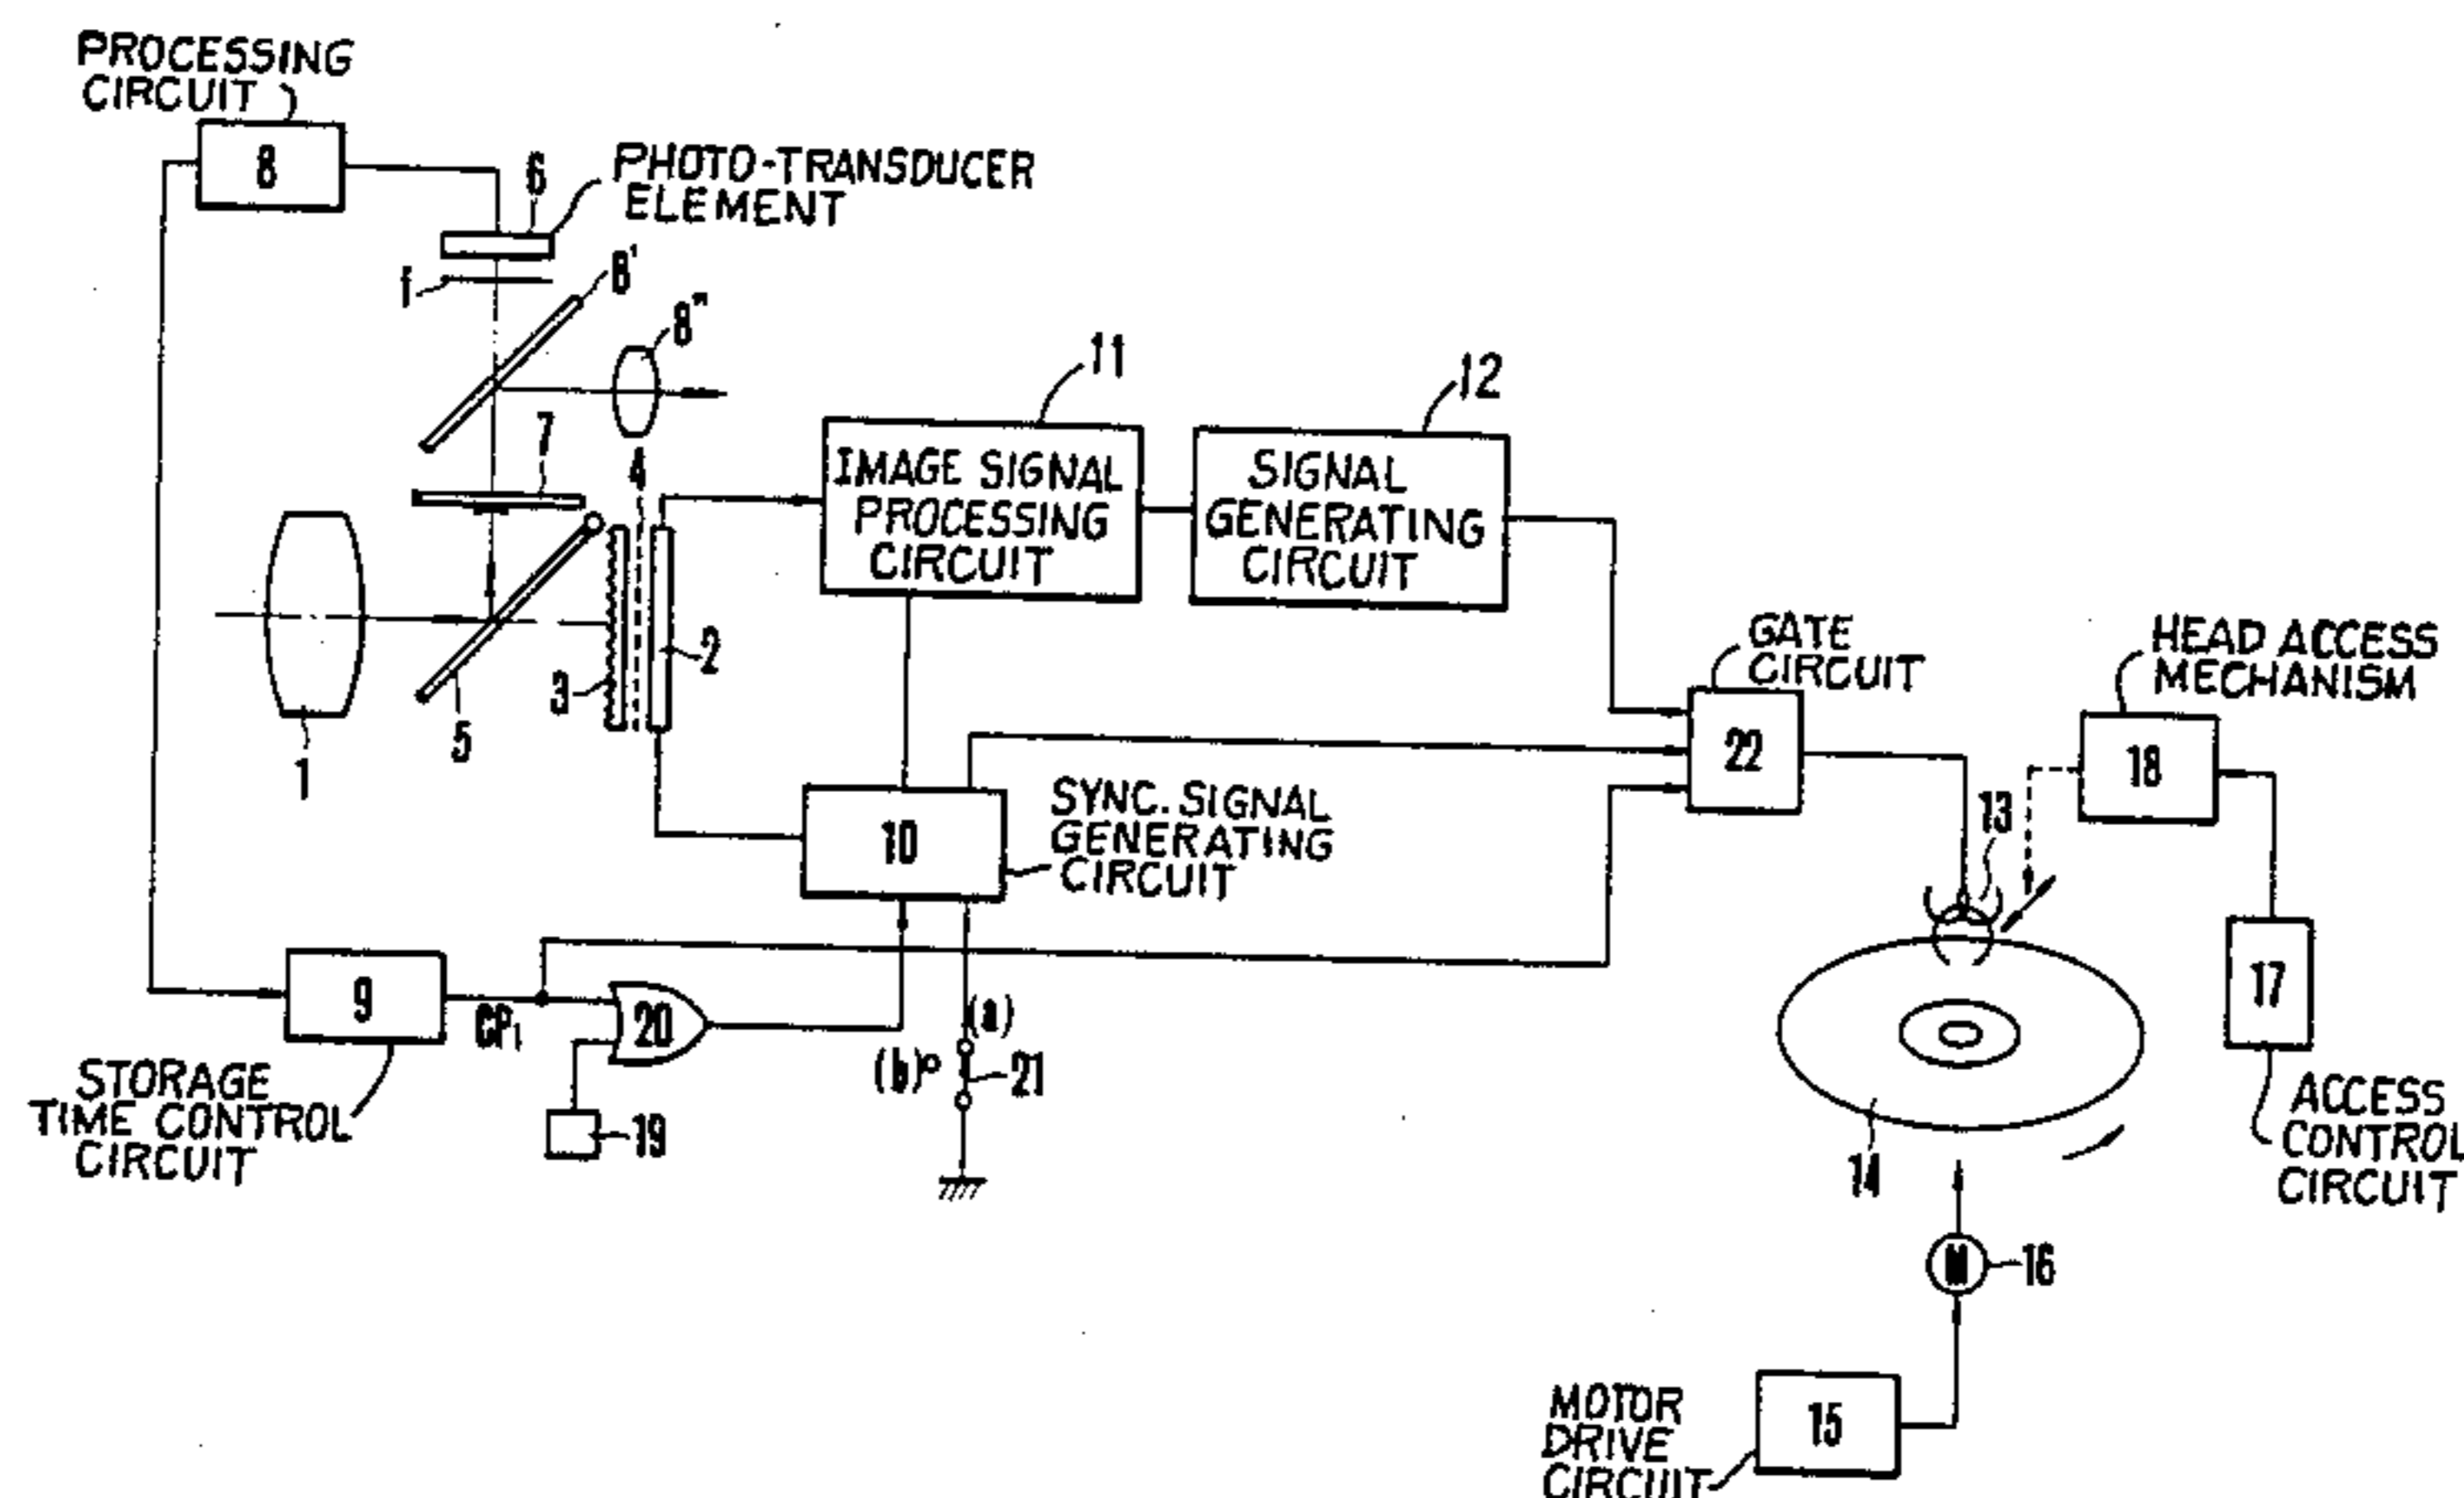 PROCESSING
CIRCUIT
8
6
PHOTO-TRANSDUCER
ELEMENT
f
8'
8"
7
4
11
IMAGE SIGNAL
PROCESSING
CIRCUIT
12
SIGNAL
GENERATING
CIRCUIT
1
5
3
2
GATE
CIRCUIT
22
HEAD ACCESS
MECHANISM
18
13
10
SYNC. SIGNAL
GENERATING
CIRCUIT
9
CP1
20
(a)
(b)
21
19
STORAGE
TIME CONTROL
CIRCUIT
17
14
ACCESS
CONTROL
CIRCUIT
M
16
15
MOTOR
DRIVE
CIRCUIT